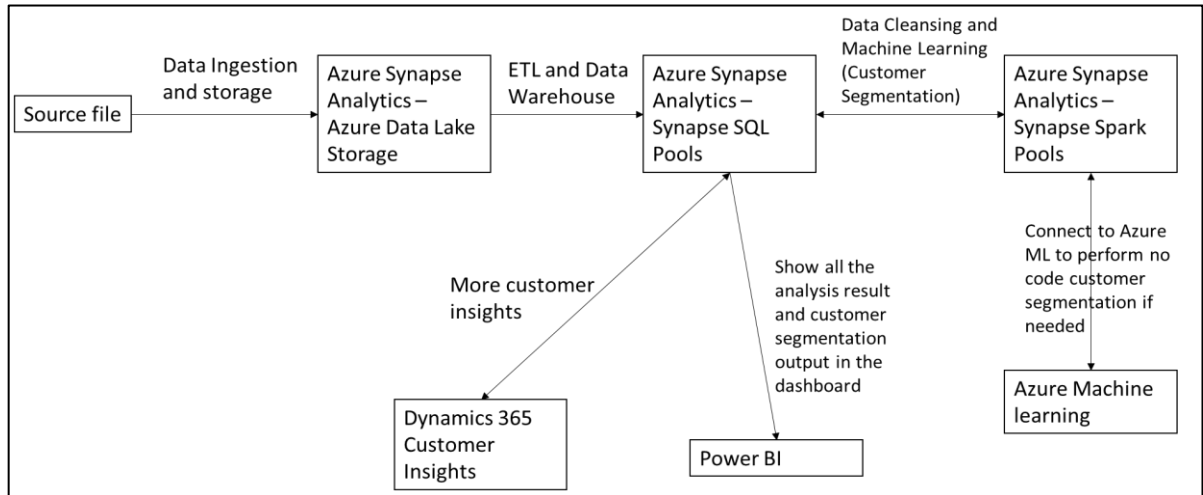 Source file
Data Ingestion
and storage
Azure Synapse
Analytics –
Azure Data Lake
Storage
ETL and Data
Warehouse
Azure Synapse
Analytics –
Synapse SQL
Pools
Data Cleansing and
Machine Learning
(Customer
Segmentation)
Azure Synapse
Analytics –
Synapse Spark
Pools
More customer
insights
Show all the
analysis result
and customer
segmentation
output in the
dashboard
Connect to Azure
ML to perform no
code customer
segmentation if
needed
Dynamics 365
Customer
Insights
Power BI
Azure Machine
learning